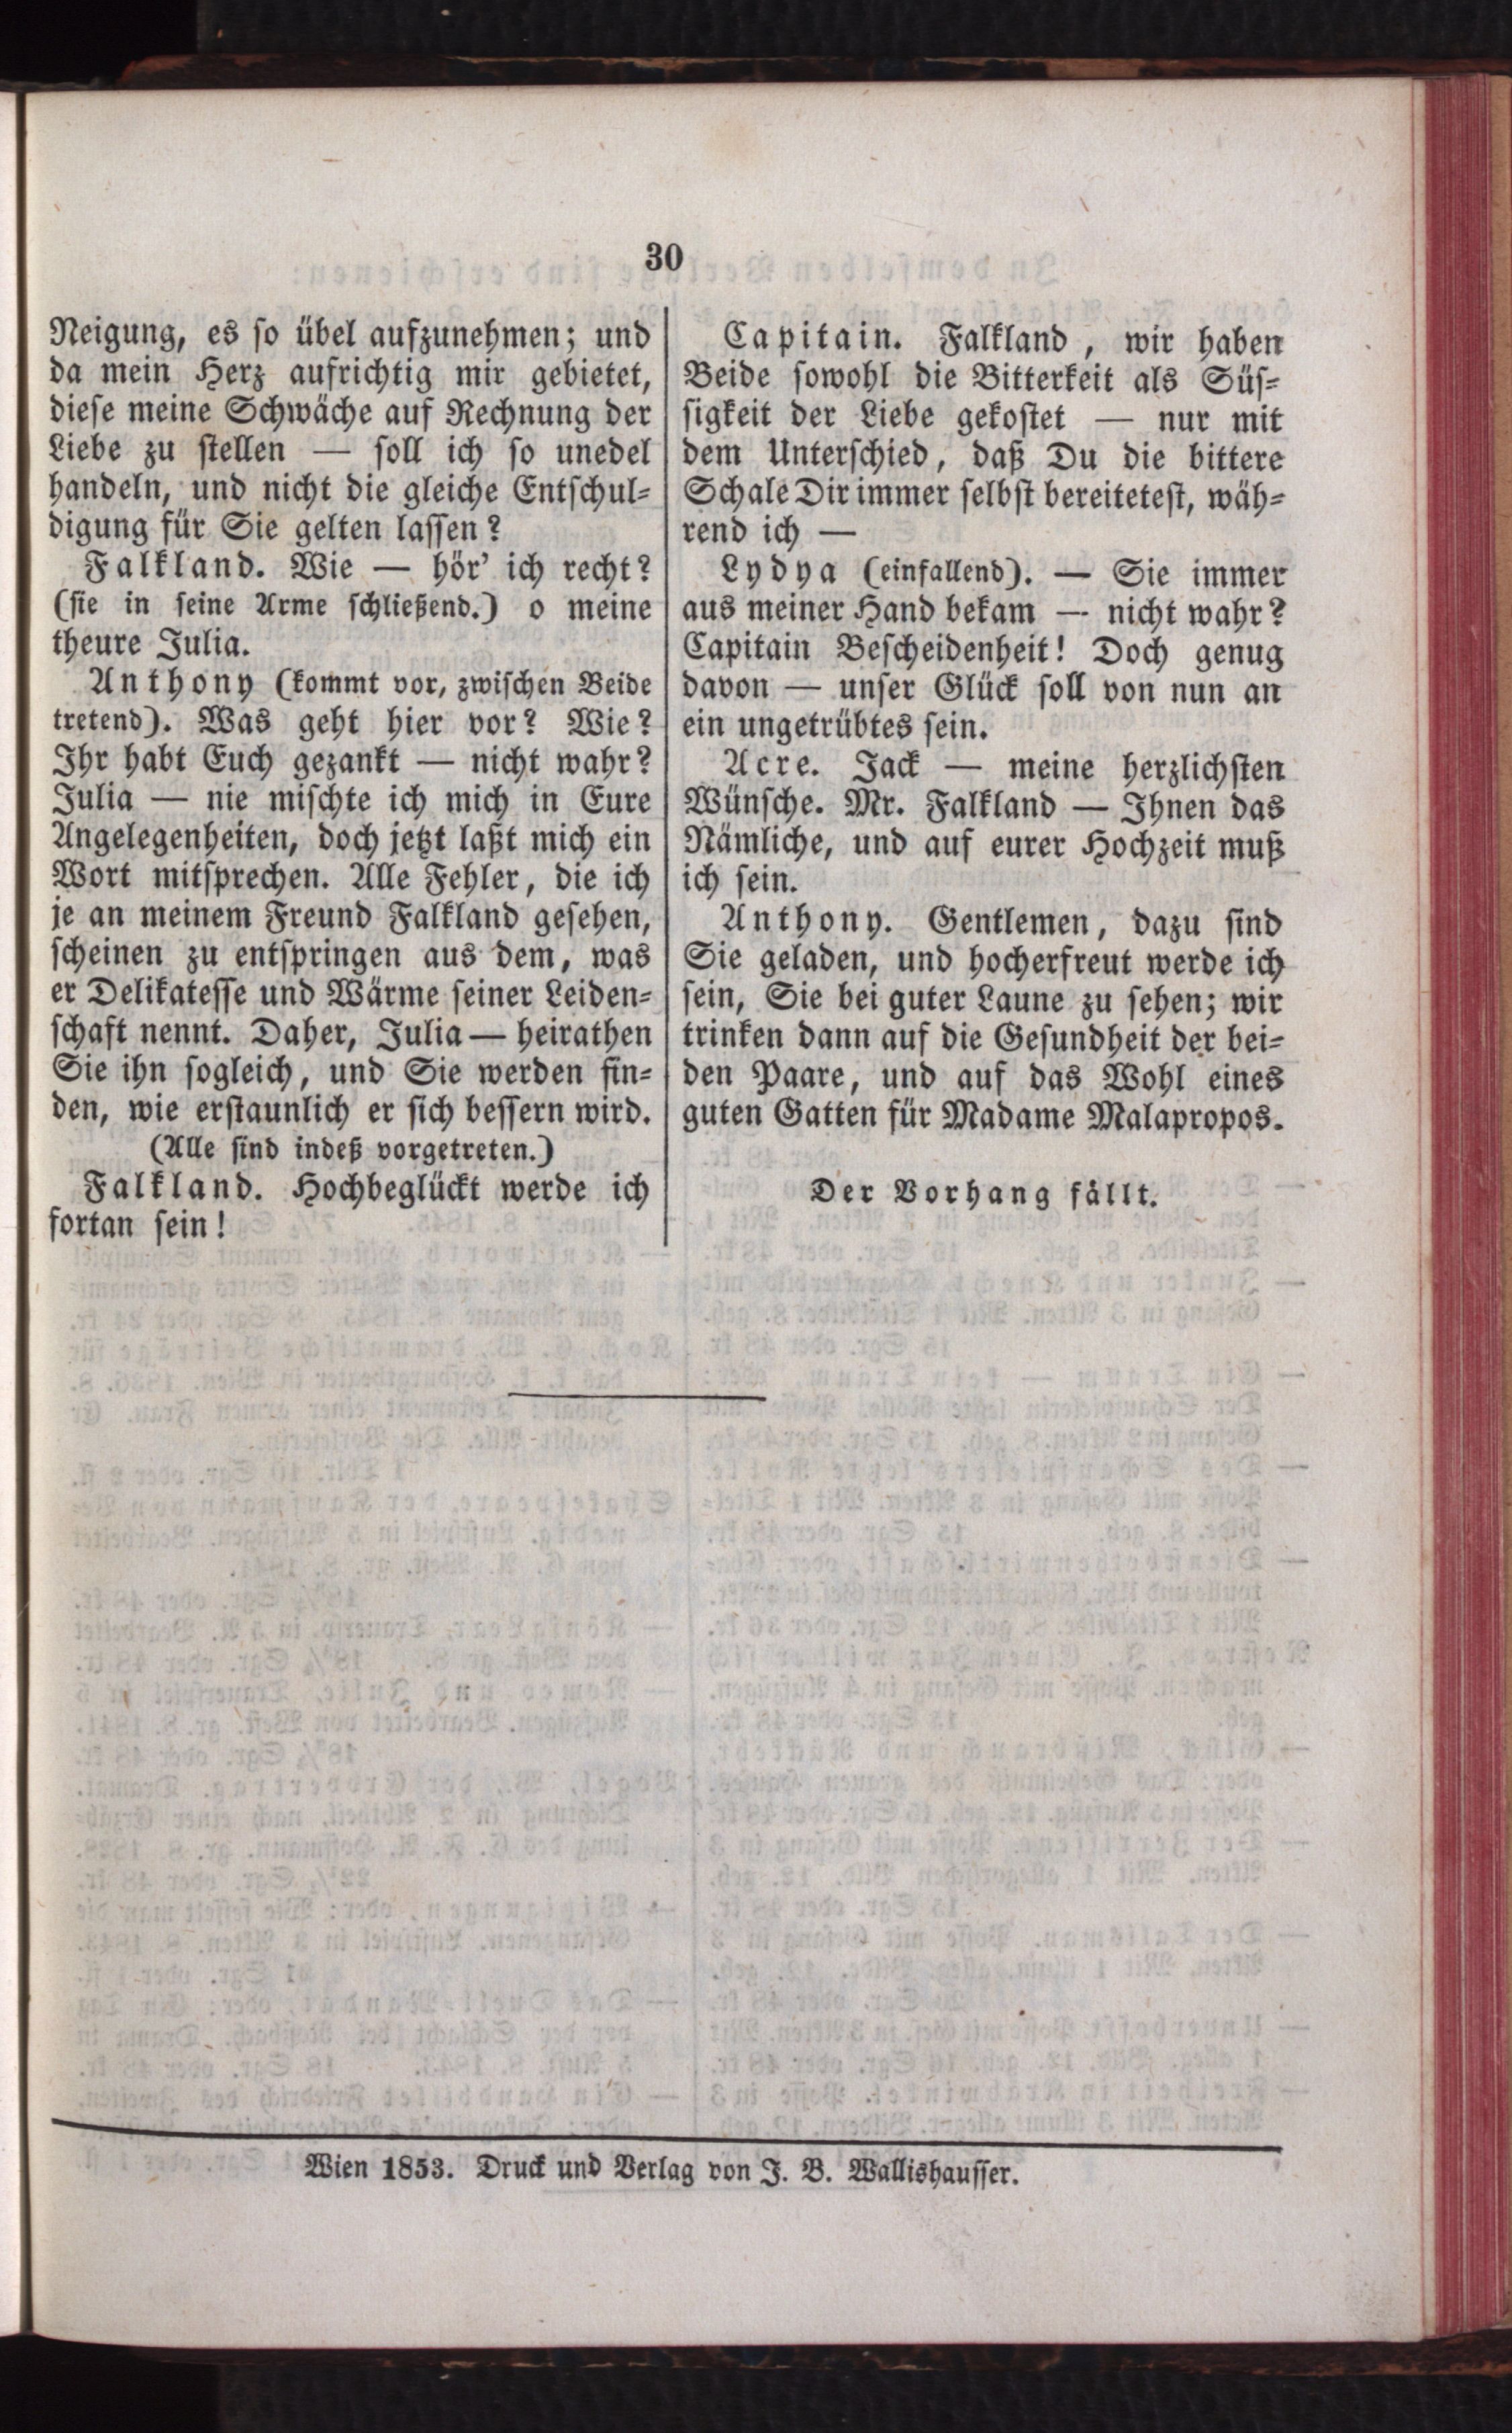 30
Neigung, es so übel aufzunehmen; und
da mein Herz aufrichtig mir gebietet,
diese meine Schwäche auf Rechnung der
Liebe zu stellen — soll ich so unedel
handeln, und nicht die gleiche Entschul-
digung für Sie gelten lassen?
Falkland. Wie — hör' ich recht?
(sie in seine Arme schließend.) o meine
theure Julia.
Anthony (kommt vor, zwischen Beide
tretend). Was geht hier vor? Wie?
Ihr habt Euch gezankt — nicht wahr?
Julia — nie mischte ich mich in Eure
Angelegenheiten, doch jetzt laßt mich ein
Wort mitsprechen. Alle Fehler, die ich
je an meinem Freund Falkland gesehen,
scheinen zu entspringen aus dem, was
er Delikatesse und Wärme seiner Leiden-
schaft nennt. Daher, Julia — heirathen
Sie ihn sogleich, und Sie werden fin-
den, wie erstaunlich er sich bessern wird.
(Alle sind indeß vorgetreten.)
Falkland. Hochbeglückt werde ich
fortan sein!
Capitain. Falkland, wir haben
Beide sowohl die Bitterkeit als Süs-
sigkeit der Liebe gekostet — nur mit
dem Unterschied, daß Du die bittere
Schale Dir immer selbst bereitetest, wäh-
rend ich —
Lydya (einfallend). — Sie immer
aus meiner Hand bekam — nicht wahr?
Capitain Bescheidenheit! Doch genug
davon — unser Glück soll von nun an
ein ungetrübtes sein.
Acre. Jack — meine herzlichsten
Wünsche. Mr. Falkland — Ihnen das
Nämliche, und auf eurer Hochzeit muß
ich sein.
Anthony. Gentlemen, dazu sind
Sie geladen, und hocherfreut werde ich
sein, Sie bei guter Laune zu sehen; wir
trinken dann auf die Gesundheit der bei-
den Paare, und auf das Wohl eines
guten Gatten für Madame Malapropos.
Der Vorhang fällt.
Wien 1853. Druck und Verlag von J. B. Wallishausser.